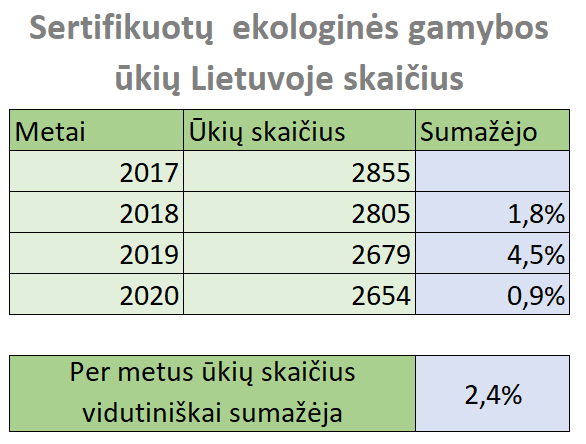 Sertifikuotų  ekologinės gamybos
ūkių Lietuvoje skaičius
Metai Ūkių skaičius Sumažėjo
2017 2855
2018 2805 1,8%
2019 2679 4,5%
2020 2654 0,9%
Per metus ūkių skaičius
vidutiniškai sumažėja
2,4%